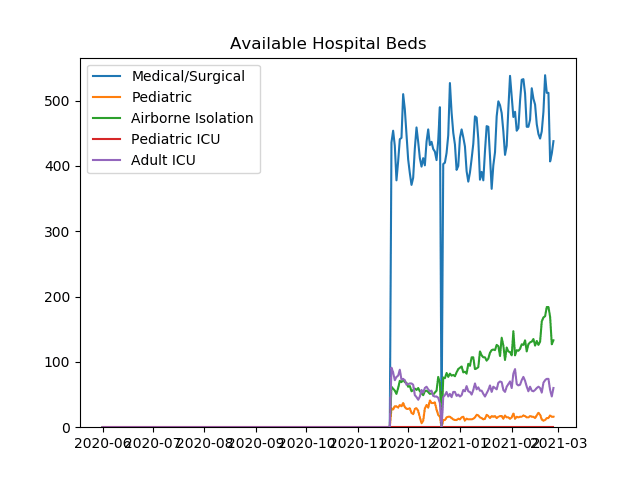 Available Hospital Beds
Medical/Surgical
Pediatric
Airborne Isolation
Pediatric ICU
Adult ICU
500
400
300
200
100
0
2020-06 2020-07 2020-08 2020-09 2020-10 2020-11 2020-12 2021-01 2021-02 2021-03